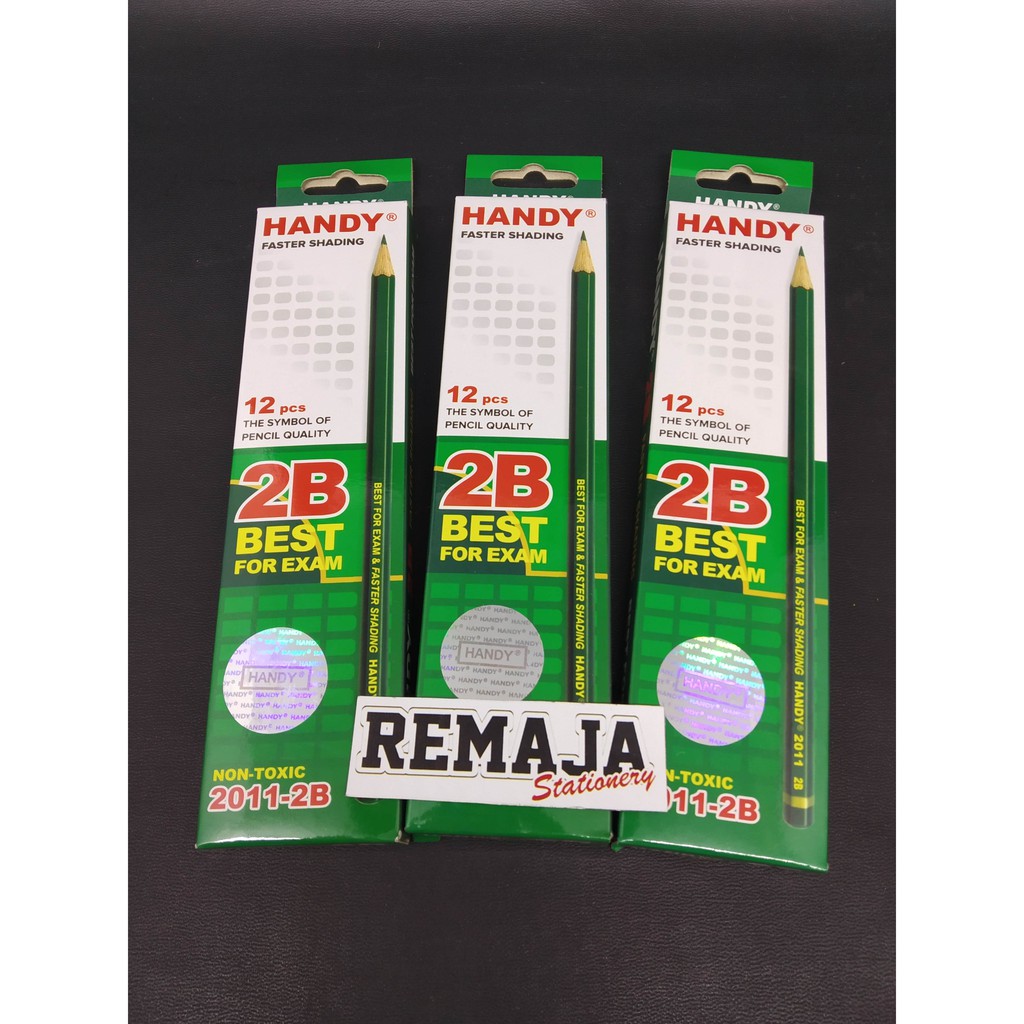 HANDY®
FASTER SHADING
12 pcs
THE SYMBOL OF
PENCIL QUALITY
2B
BEST
FOR EXAM
BEST FOR EXAM & FASTER SHADING HANDY
HANDY®
NON-TOXIC
2011-2B
HANDY
HANDY®
FASTER SHADING
12 pcs
THE SYMBOL OF
PENCIL QUALITY
2B
BEST
FOR EXAM
BEST FOR EXAM & FASTER SHADING HANDY
HANDY®
HANDY®
HANDY®
FASTER SHADING
12 pcs
THE SYMBOL OF
PENCIL QUALITY
2B
BEST
FOR EXAM
BEST FOR EXAM & FASTER SHADING HANDY® 2011 2B
HANDY®
N-TOXIC
011-2B
REMAJA
Stationery